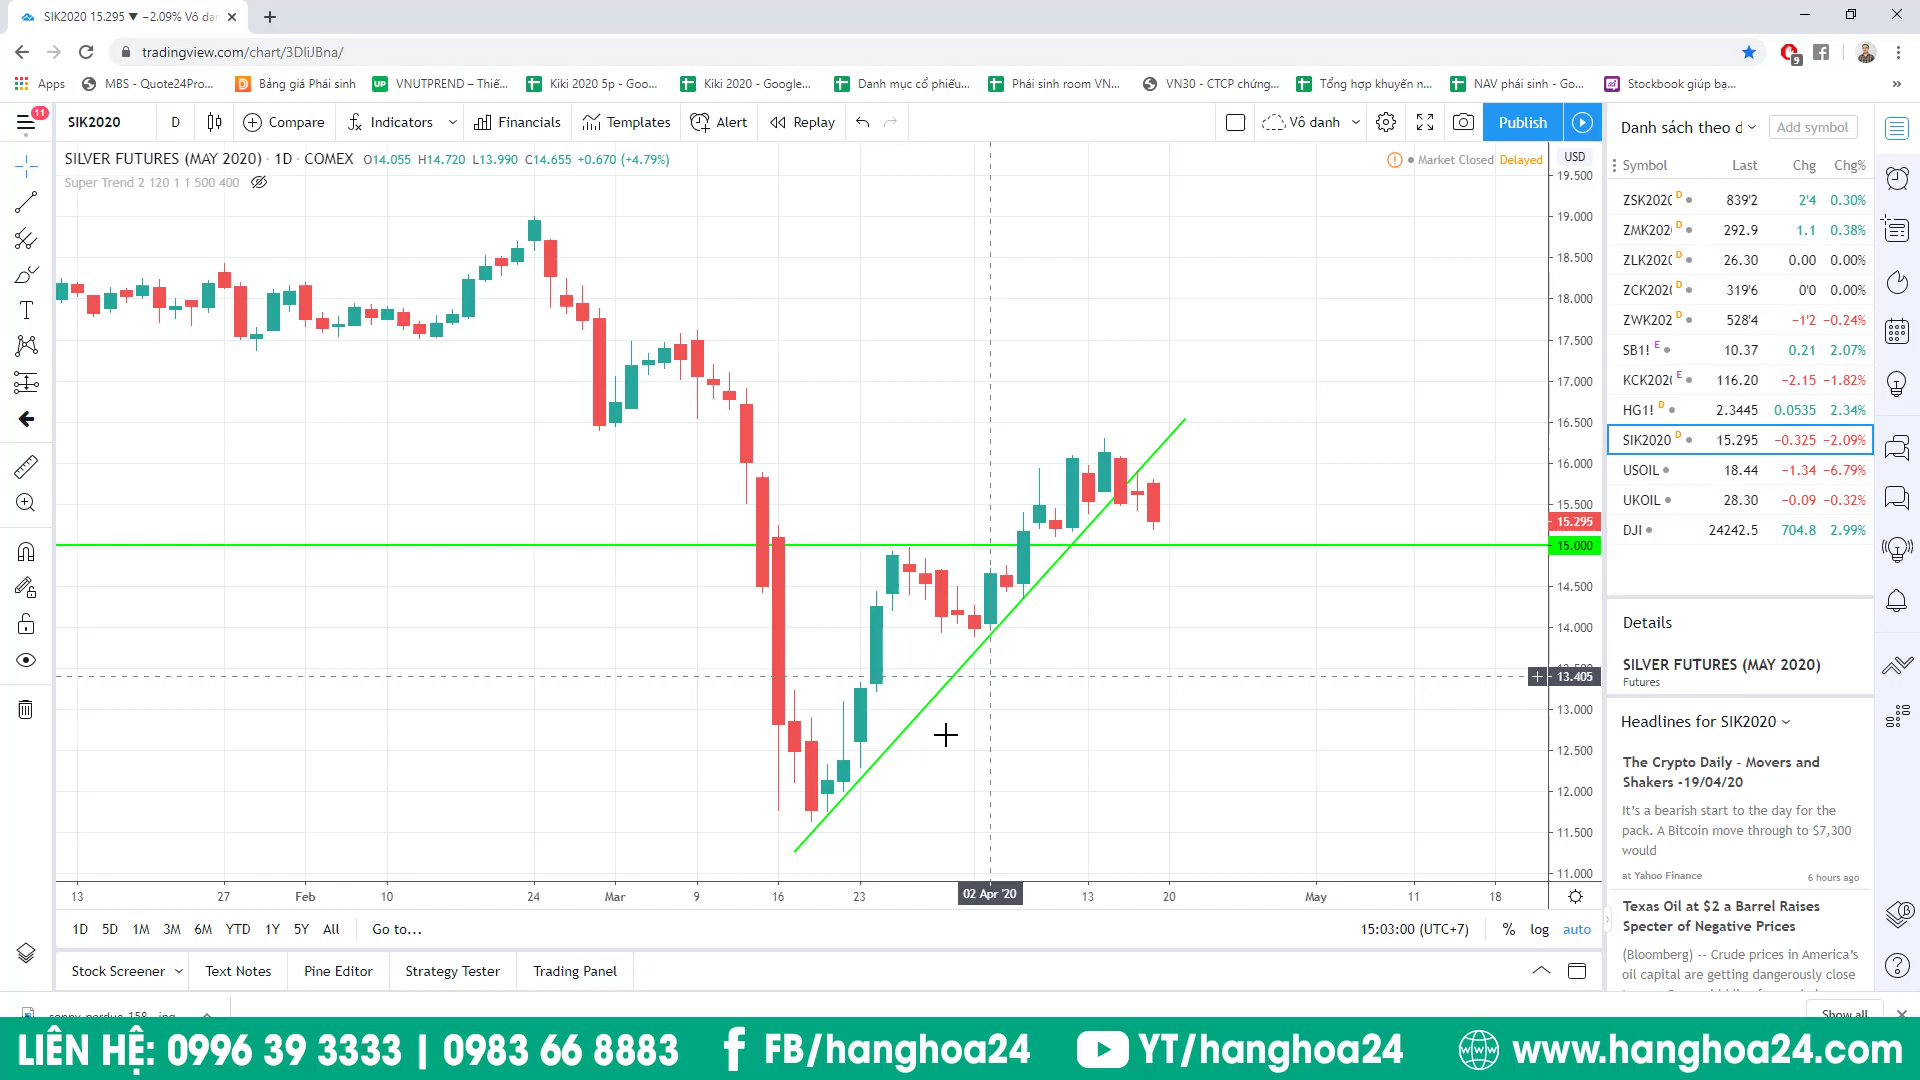 SIK2020 15.295 ▼ −2.09% Vô da
tradingview.com/chart/3DIiJBna/
9
Apps
MBS - Quote24Pro...
Bảng giá Phái sinh
VNUTPREND – Thiế...
Kiki 2020 5p - Goo...
Kiki 2020 - Google...
Danh mục cổ phiếu...
Phái sinh room VN...
VN30 - CTCP chứng...
Tổng hợp khuyến n...
NAV phái sinh - Go...
Stockbook giúp bạ...
»
11
SIK2020
D
Compare
Indicators
Financials
Templates
Alert
Replay
Vô danh
Publish
SILVER FUTURES (MAY 2020) · 1D · COMEX O14.055 H14.720 L13.990 C14.655 +0.670 (+4.79%)
Super Trend 2 120 1 1 500 400
Market Closed Delayed
USD
19.500
19.000
18.500
18.000
17.500
17.000
16.500
16.000
15.500
15.295
15.000
14.500
14.000
13.405
13.000
12.500
12.000
11.500
11.000
13
27
Feb
10
24
Mar
9
16
23
02 Apr '20
13
20
May
11
18
1D 5D 1M 3M 6M YTD 1Y 5Y All Go to...
15:03:00 (UTC+7) % log auto
Stock Screener
Text Notes
Pine Editor
Strategy Tester
Trading Panel
Danh sách theo d
Add symbol
Symbol Last Chg Chg%
ZSK2020 D 839'2 2'4 0.30%
ZMK202 D 292.9 1.1 0.38%
ZLK2020 D 26.30 0.00 0.00%
ZCK2020 D 319'6 0'0 0.00%
ZWK202 D 528'4 −1'2 −0.24%
SB1! E 10.37 0.21 2.07%
KCK2020 E 116.20 −2.15 −1.82%
HG1! D 2.3445 0.0535 2.34%
SIK2020 D 15.295 −0.325 −2.09%
USOIL 18.44 −1.34 −6.79%
UKOIL 28.30 −0.09 −0.32%
DJI 24242.5 704.8 2.99%
Details
SILVER FUTURES (MAY 2020)
Futures
Headlines for SIK2020
The Crypto Daily – Movers and
Shakers -19/04/20
It's a bearish start to the day for the
pack. A Bitcoin move through to $7,300
would
at Yahoo Finance 6 hours ago
Texas Oil at $2 a Barrel Raises
Specter of Negative Prices
(Bloomberg) -- Crude prices in America's
oil capital are getting dangerously close
Show all
LIÊN HỆ: 0996 39 3333 | 0983 66 8883
FB/hanghoa24
YT/hanghoa24
www
www.hanghoa24.com